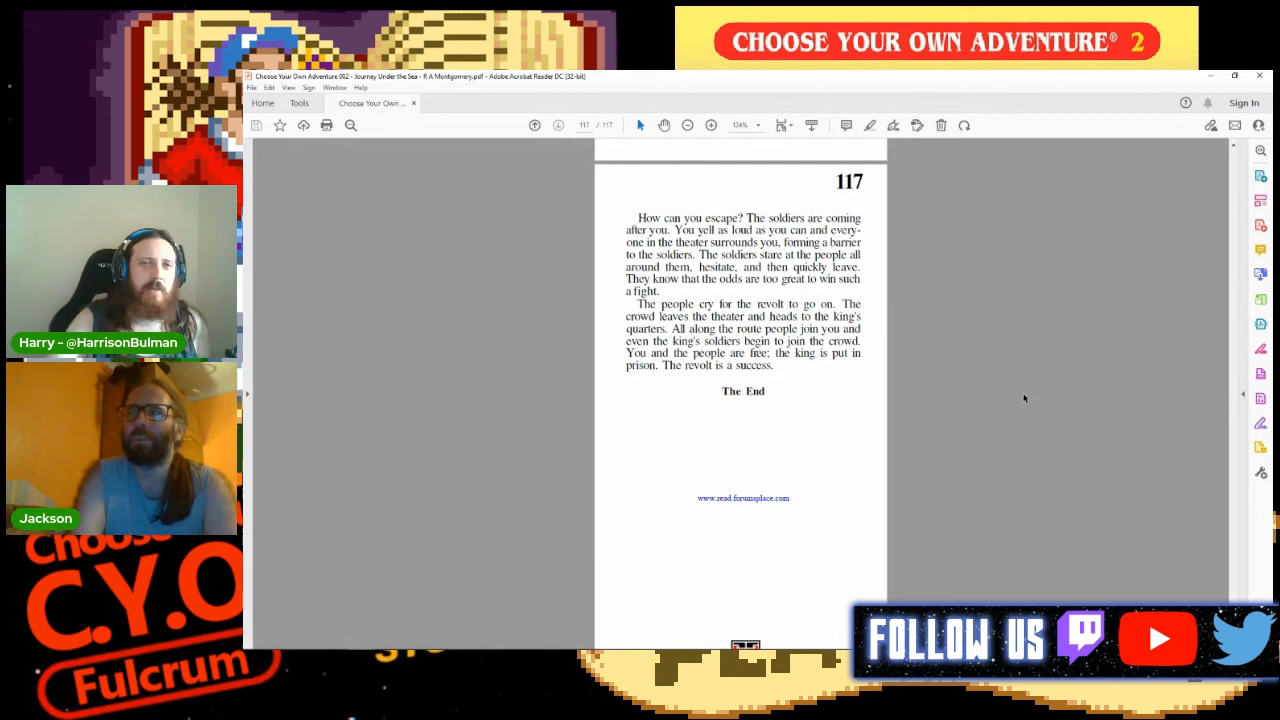 CHOOSE YOUR OWN ADVENTURE® 2
Choose Your Own Adventure 002 - Journey Under the Sea - R A Montgomery.pdf - Adobe Acrobat Reader DC (32-bit)
File Edit View Sign Window Help
Home Tools Choose Your Own ... ×
Sign In
117 / 117
124%
117
How can you escape? The soldiers are coming
after you. You yell as loud as you can and every-
one in the theater surrounds you, forming a barrier
to the soldiers. The soldiers stare at the people all
around them, hesitate, and then quickly leave.
They know that the odds are too great to win such
a fight.
The people cry for the revolt to go on. The
crowd leaves the theater and heads to the king's
quarters. All along the route people join you and
even the king's soldiers begin to join the crowd.
You and the people are free; the king is put in
prison. The revolt is a success.
The End
www.read.forumsplace.com
Harry - @HarrisonBulman
Jackson
Choose
C.Y.O
Fulcrum
FOLLOW US